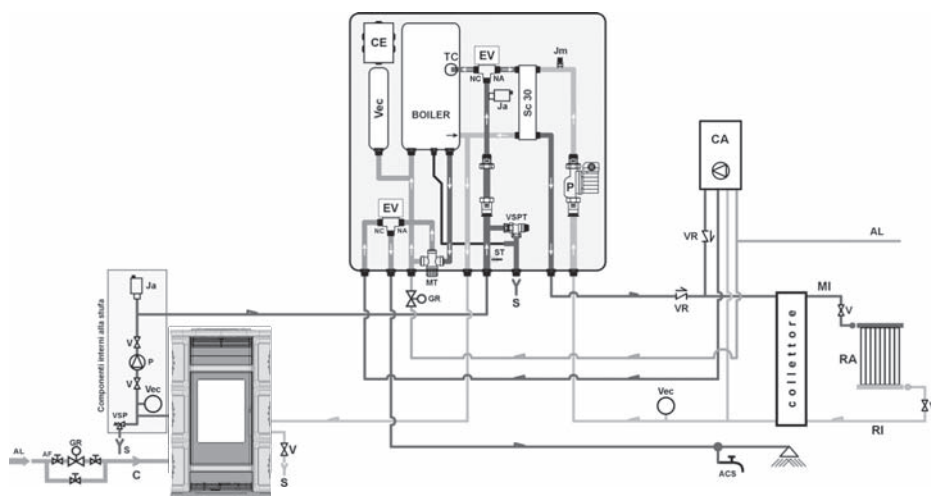 CE
TC
EV
NC
NA
Jm
Ja
Vec
BOILER
Sc 30
P
EV
NC
NA
VSPT
ST
MT
GR
S
CA
VR
AL
VR
MI
V
RA
collettore
V
RI
Vec
ACS
Componenti interni alla stufa
Ja
V
P
V
Vec
VSP
S
GR
AL
AF
C
V
S